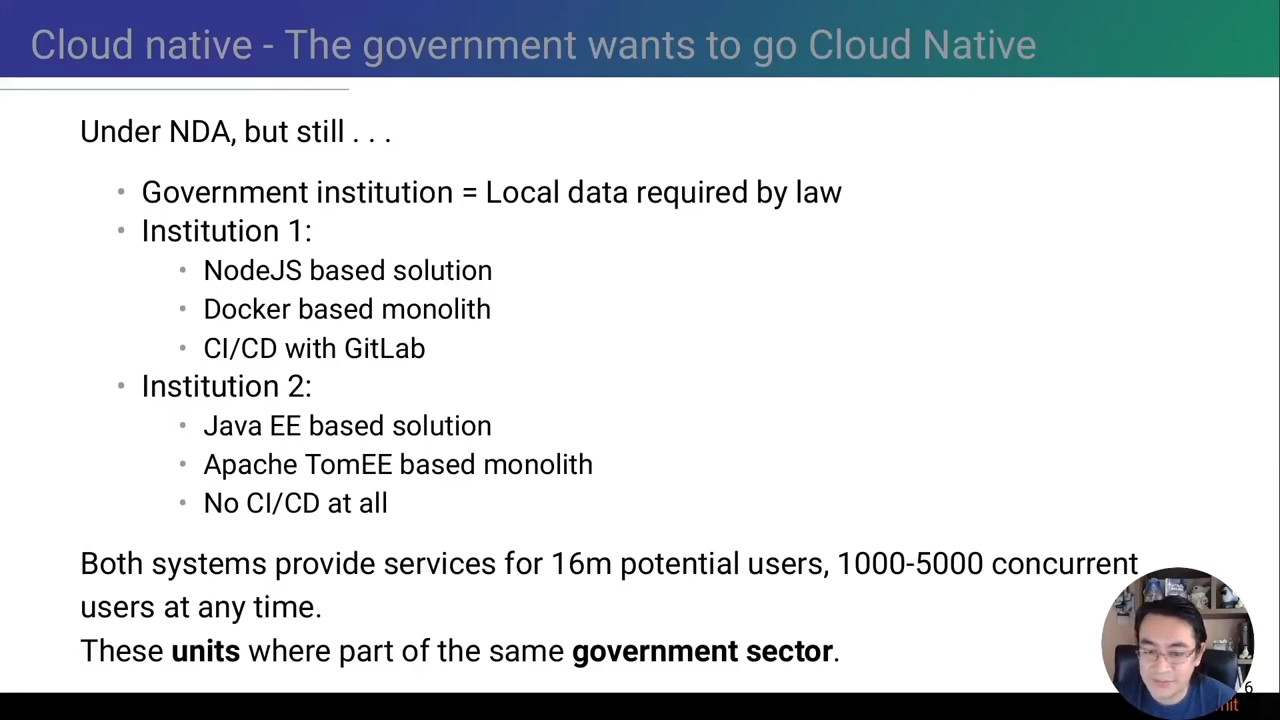 Cloud native - The government wants to go Cloud Native
Under NDA, but still . . .
• Government institution = Local data required by law
• Institution 1:
• NodeJS based solution
• Docker based monolith
• CI/CD with GitLab
• Institution 2:
• Java EE based solution
• Apache TomEE based monolith
• No CI/CD at all
Both systems provide services for 16m potential users, 1000-5000 concurrent
users at any time.
These units where part of the same government sector.
6